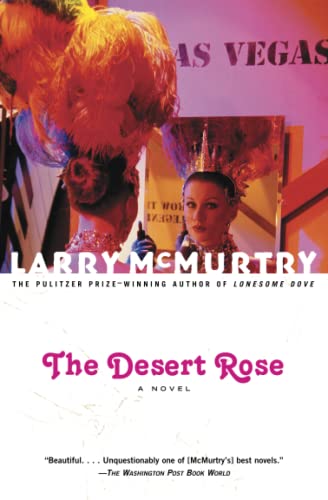 AS VEGAS
LARRY McMURTRY
THE PULITZER PRIZE–WINNING AUTHOR OF LONESOME DOVE
The Desert Rose
A NOVEL
"Beautiful. . . . Unquestionably one of [McMurtry's] best novels."
—THE WASHINGTON POST BOOK WORLD